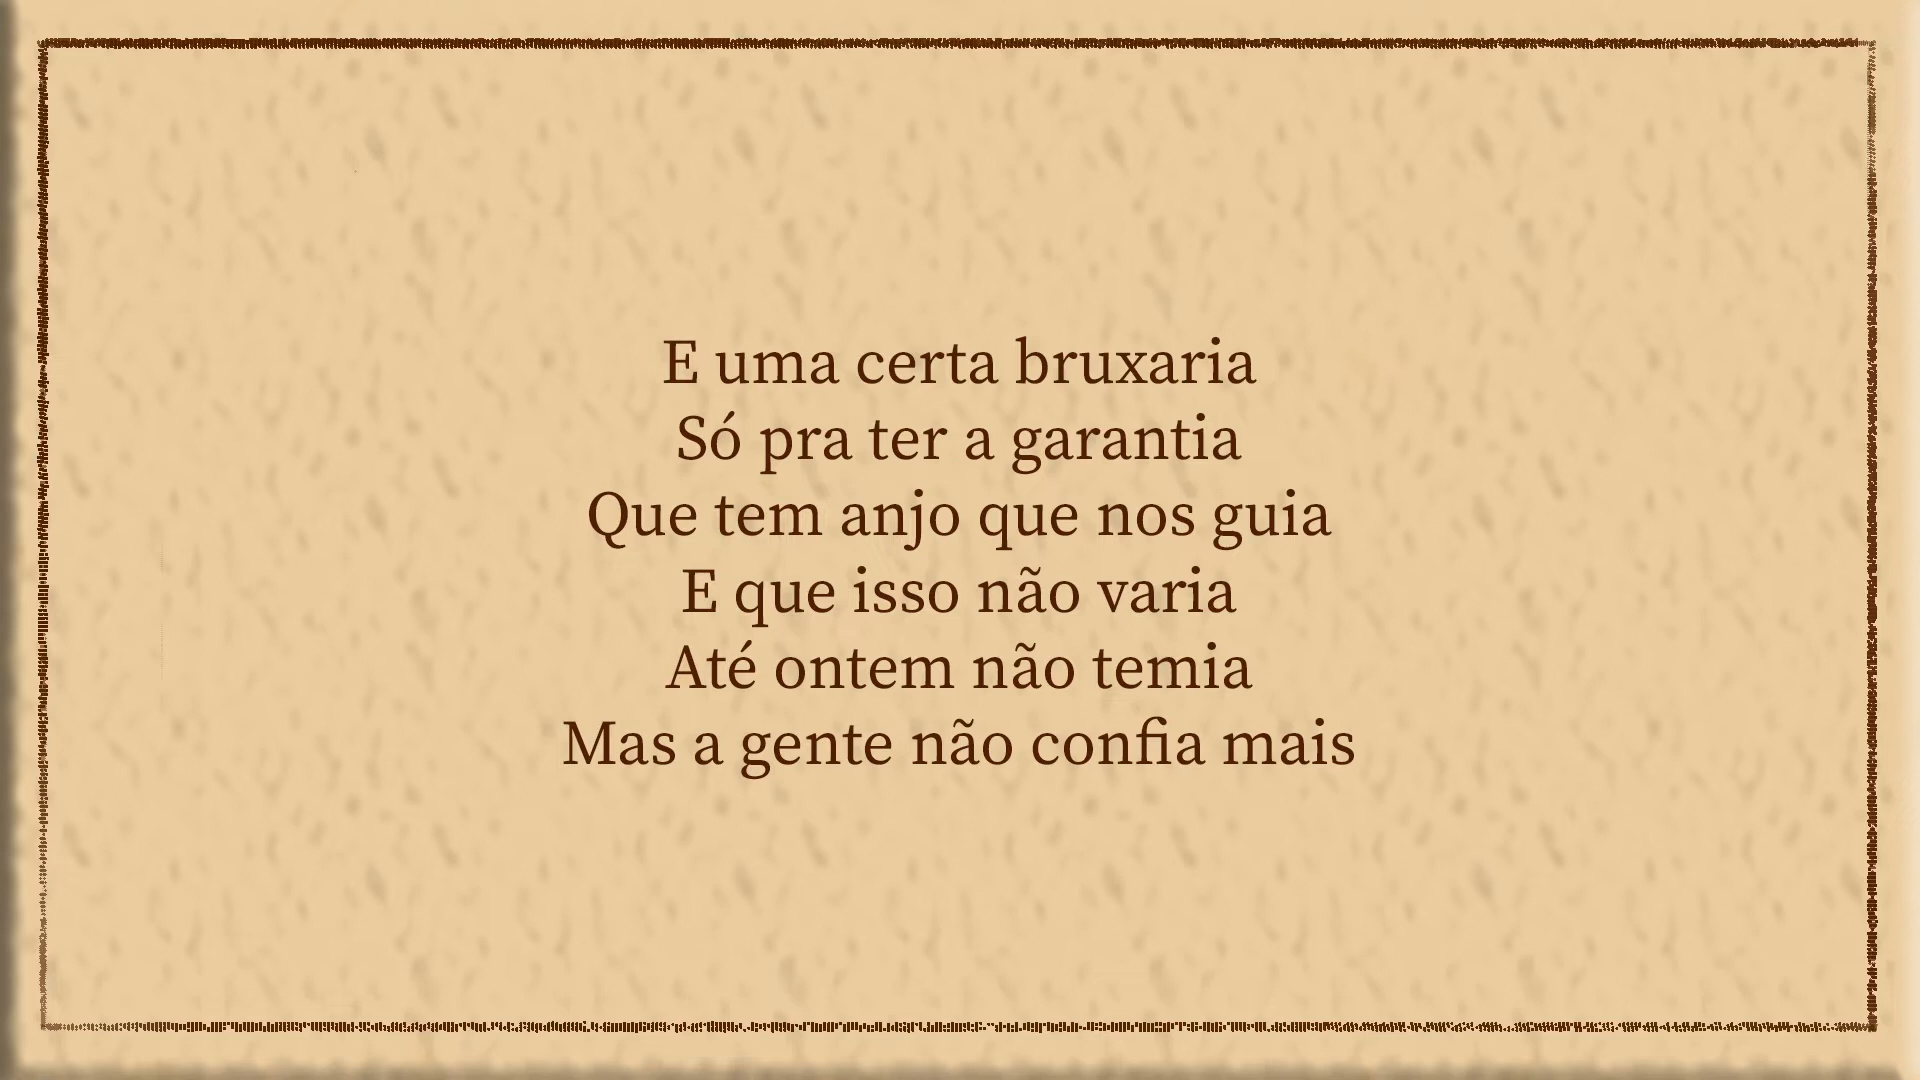 E uma certa bruxaria
Só pra ter a garantia
Que tem anjo que nos guia
E que isso não varia
Até ontem não temia
Mas a gente não confia mais